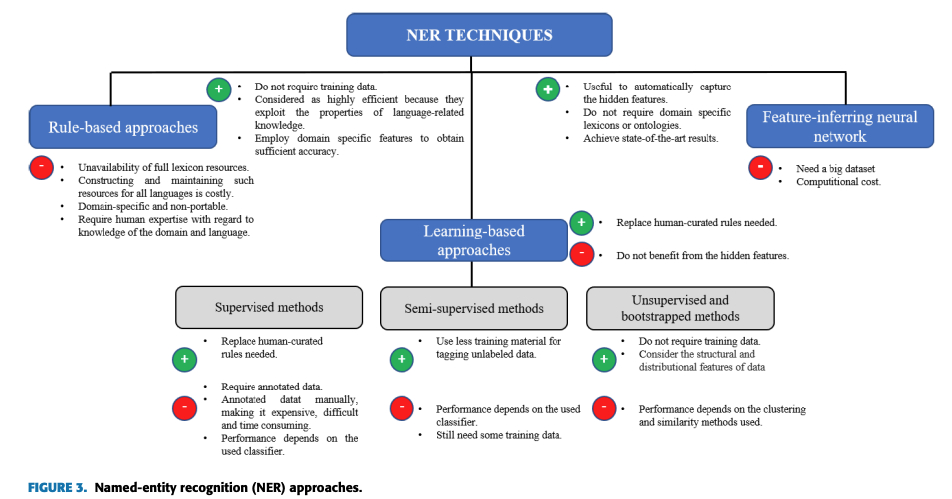 NER TECHNIQUES
+
• Do not require training data.
• Considered as highly efficient because they
exploit the properties of language-related
knowledge.
• Employ domain specific features to obtain
sufficient accuracy.
+
• Useful to automatically capture
the hidden features.
• Do not require domain specific
lexicons or ontologies.
• Achieve state-of-the-art results.
Rule-based approaches
-
• Unavailability of full lexicon resources.
• Constructing and maintaining such
resources for all languages is costly.
• Domain-specific and non-portable.
• Require human expertise with regard to
knowledge of the domain and language.
Feature-inferring neural
network
-
• Need a big dataset
• Computitional cost.
Learning-based
approaches
+
• Replace human-curated rules needed.
-
• Do not benefit from the hidden features.
Supervised methods
+
• Replace human-curated
rules needed.
-
• Require annotated data.
• Annotated datat manually,
making it expensive, difficult
and time consuming.
• Performance depends on the
used classifier.
Semi-supervised methods
+
• Use less training material for
tagging unlabeled data.
-
• Performance depends on the used
classifier.
• Still need some training data.
Unsupervised and
bootstrapped methods
+
• Do not require training data.
• Consider the structural and
distributional features of data
-
• Performance depends on the clustering
and similarity methods used.
FIGURE 3. Named-entity recognition (NER) approaches.